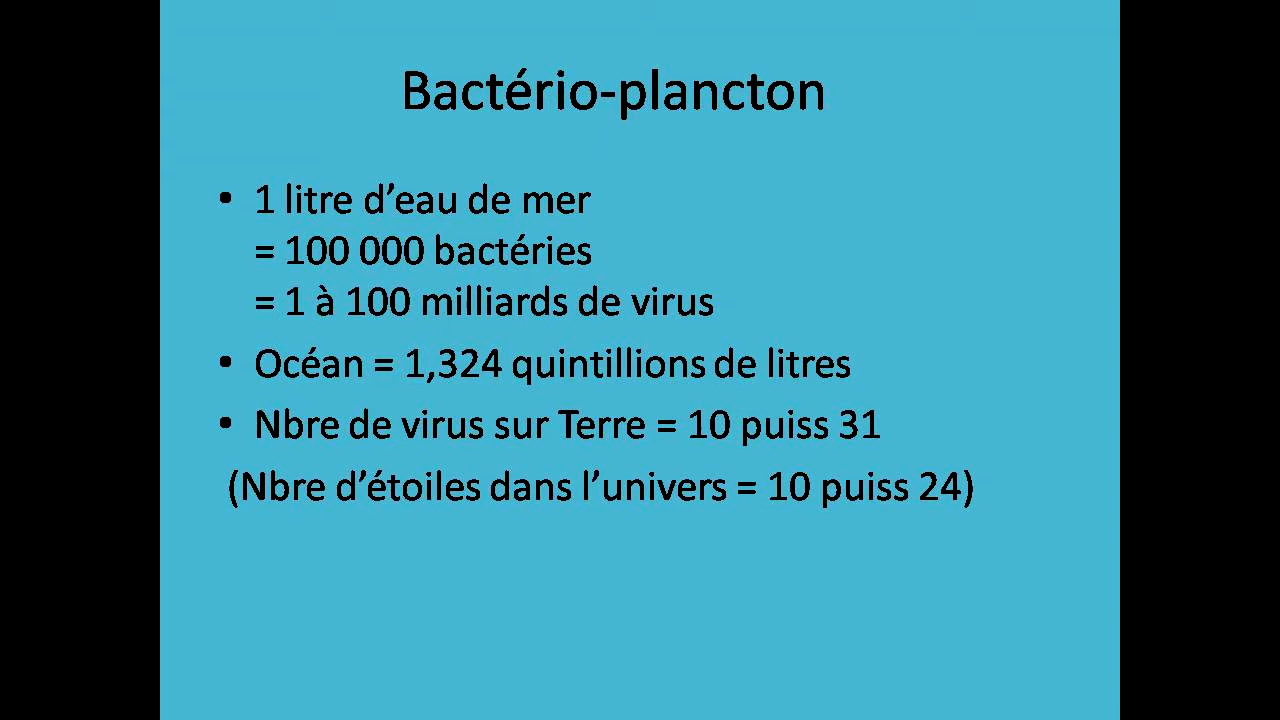 Bactério-plancton
• 1 litre d’eau de mer
= 100 000 bactéries
= 1 à 100 milliards de virus
• Océan = 1,324 quintillions de litres
• Nbre de virus sur Terre = 10 puiss 31
(Nbre d’étoiles dans l’univers = 10 puiss 24)